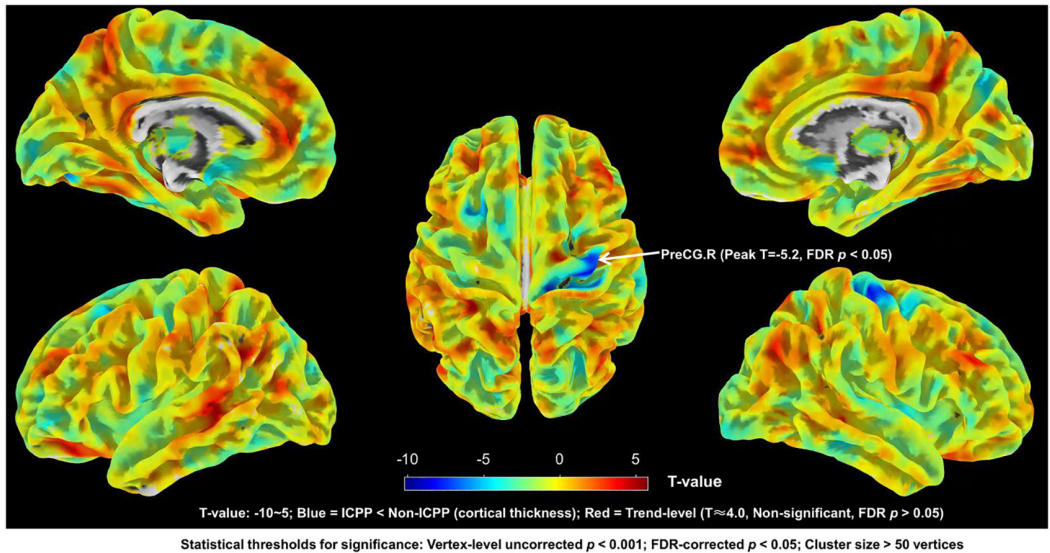 PreCG.R (Peak T=-5.2, FDR p < 0.05)
-10 -5 0 5
T-value
T-value: -10~5; Blue = ICPP < Non-ICPP (cortical thickness); Red = Trend-level (T≈4.0, Non-significant, FDR p > 0.05)
Statistical thresholds for significance: Vertex-level uncorrected p < 0.001; FDR-corrected p < 0.05; Cluster size > 50 vertices